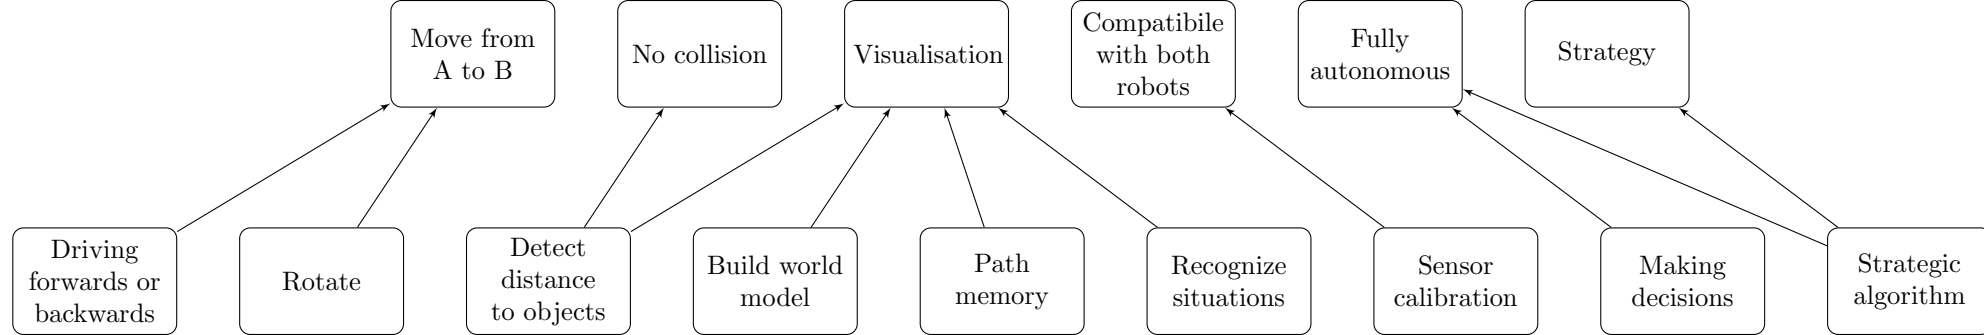 Move from
A to B
No collision
Visualisation
Compatibile
with both
robots
Fully
autonomous
Strategy
Driving
forwards or
backwards
Rotate
Detect
distance
to objects
Build world
model
Path
memory
Recognize
situations
Sensor
calibration
Making
decisions
Strategic
algorithm